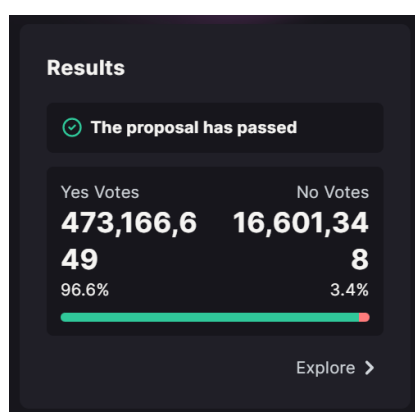 Results
The proposal has passed
Yes Votes No Votes
473,166,6 16,601,34
49 8
96.6% 3.4%
Explore